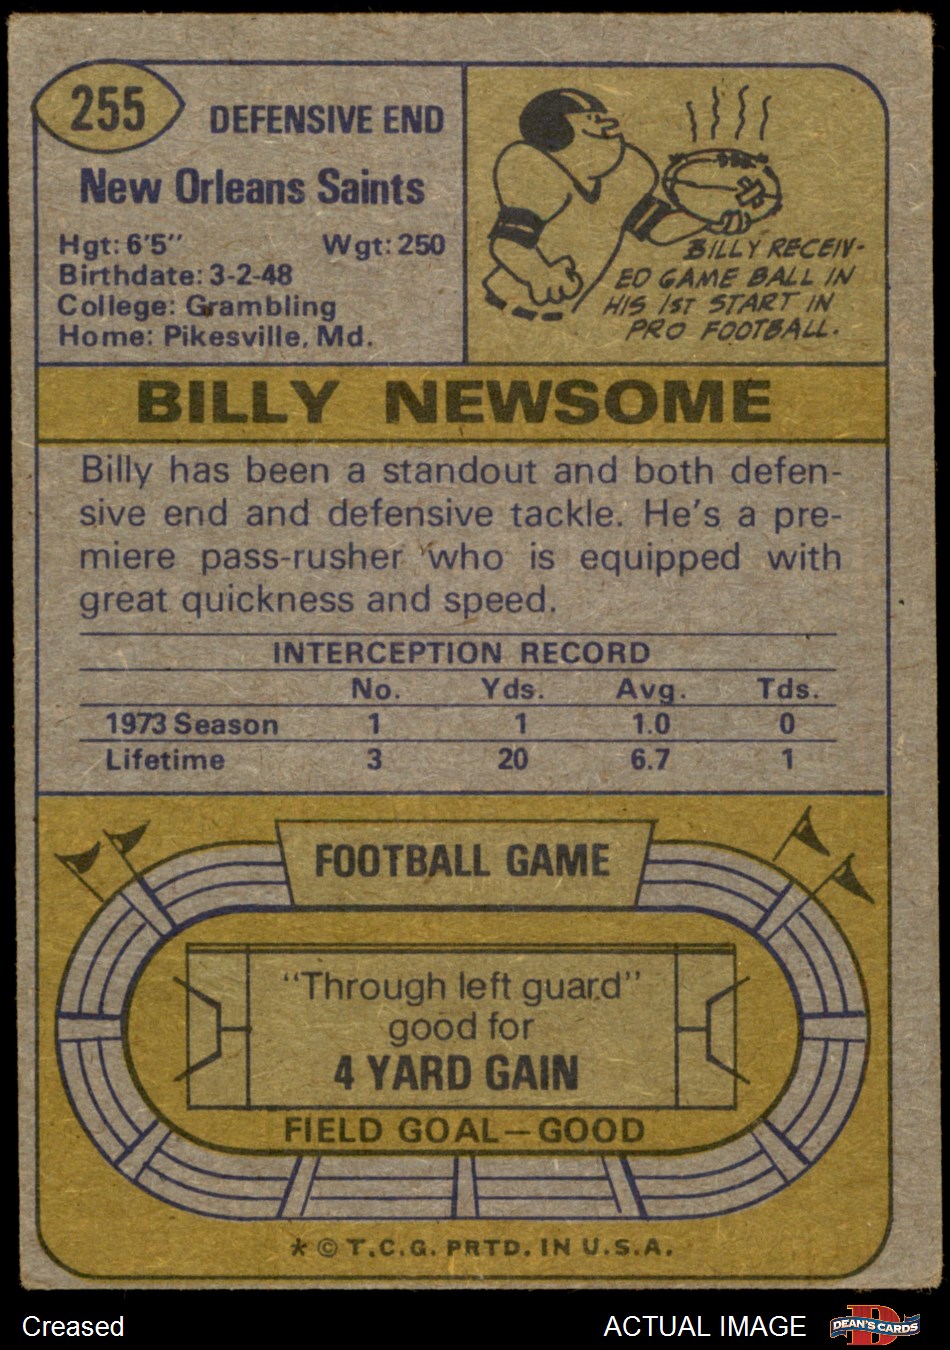 255
DEFENSIVE END
New Orleans Saints
Hgt: 6'5" Wgt: 250
Birthdate: 3-2-48
College: Grambling
Home: Pikesville, Md.
BILLY RECEIV-
ED GAME BALL IN
HIS 1ST START IN
PRO FOOTBALL.
BILLY NEWSOME
Billy has been a standout and both defen-
sive end and defensive tackle. He's a pre-
miere pass-rusher who is equipped with
great quickness and speed.
INTERCEPTION RECORD
No. Yds. Avg. Tds.
1973 Season 1 1 1.0 0
Lifetime 3 20 6.7 1
FOOTBALL GAME
"Through left guard"
good for
4 YARD GAIN
FIELD GOAL—GOOD
* © T.C.G. PRTD. IN U.S.A.
Creased
ACTUAL IMAGE
D
DEAN'S CARDS